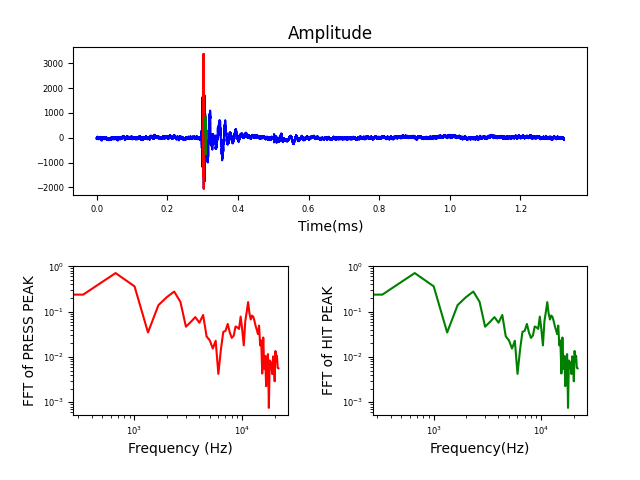 Amplitude
3000
2000
1000
0
−1000
−2000
0.0 0.2 0.4 0.6 0.8 1.0 1.2
Time(ms)
FFT of PRESS PEAK
10⁰
10⁻¹
10⁻²
10⁻³
10³ 10⁴
Frequency (Hz)
FFT of HIT PEAK
10⁰
10⁻¹
10⁻²
10⁻³
10³ 10⁴
Frequency(Hz)